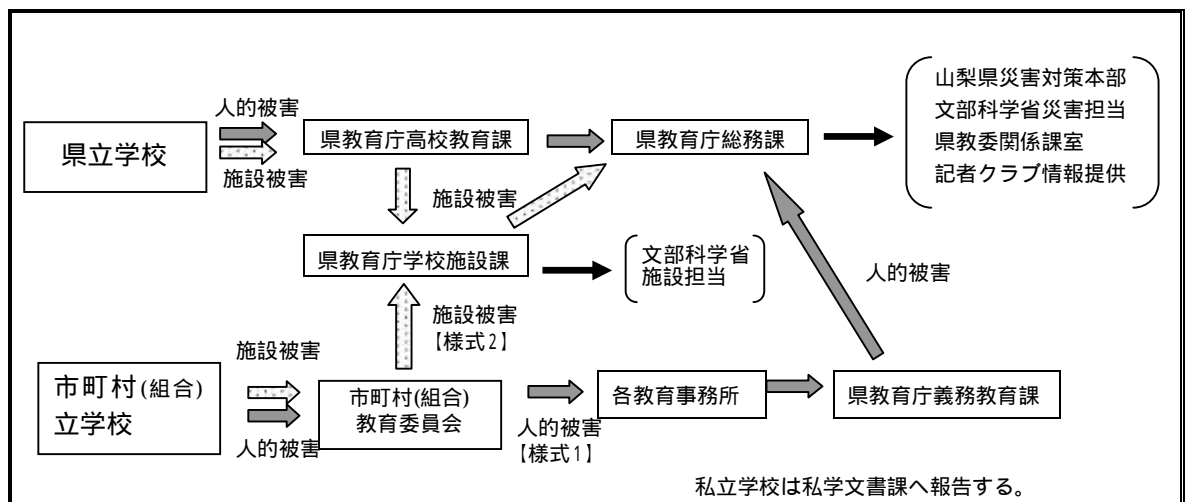 人的被害
県立学校
施設被害
県教育庁高校教育課
県教育庁総務課
山梨県災害対策本部
文部科学省災害担当
県教委関係課室
記者クラブ情報提供
施設被害
県教育庁学校施設課
文部科学省
施設担当
人的被害
施設被害
【様式2】
市町村(組合)
立学校
施設被害
人的被害
市町村(組合)
教育委員会
人的被害
【様式1】
各教育事務所
県教育庁義務教育課
私立学校は私学文書課へ報告する。